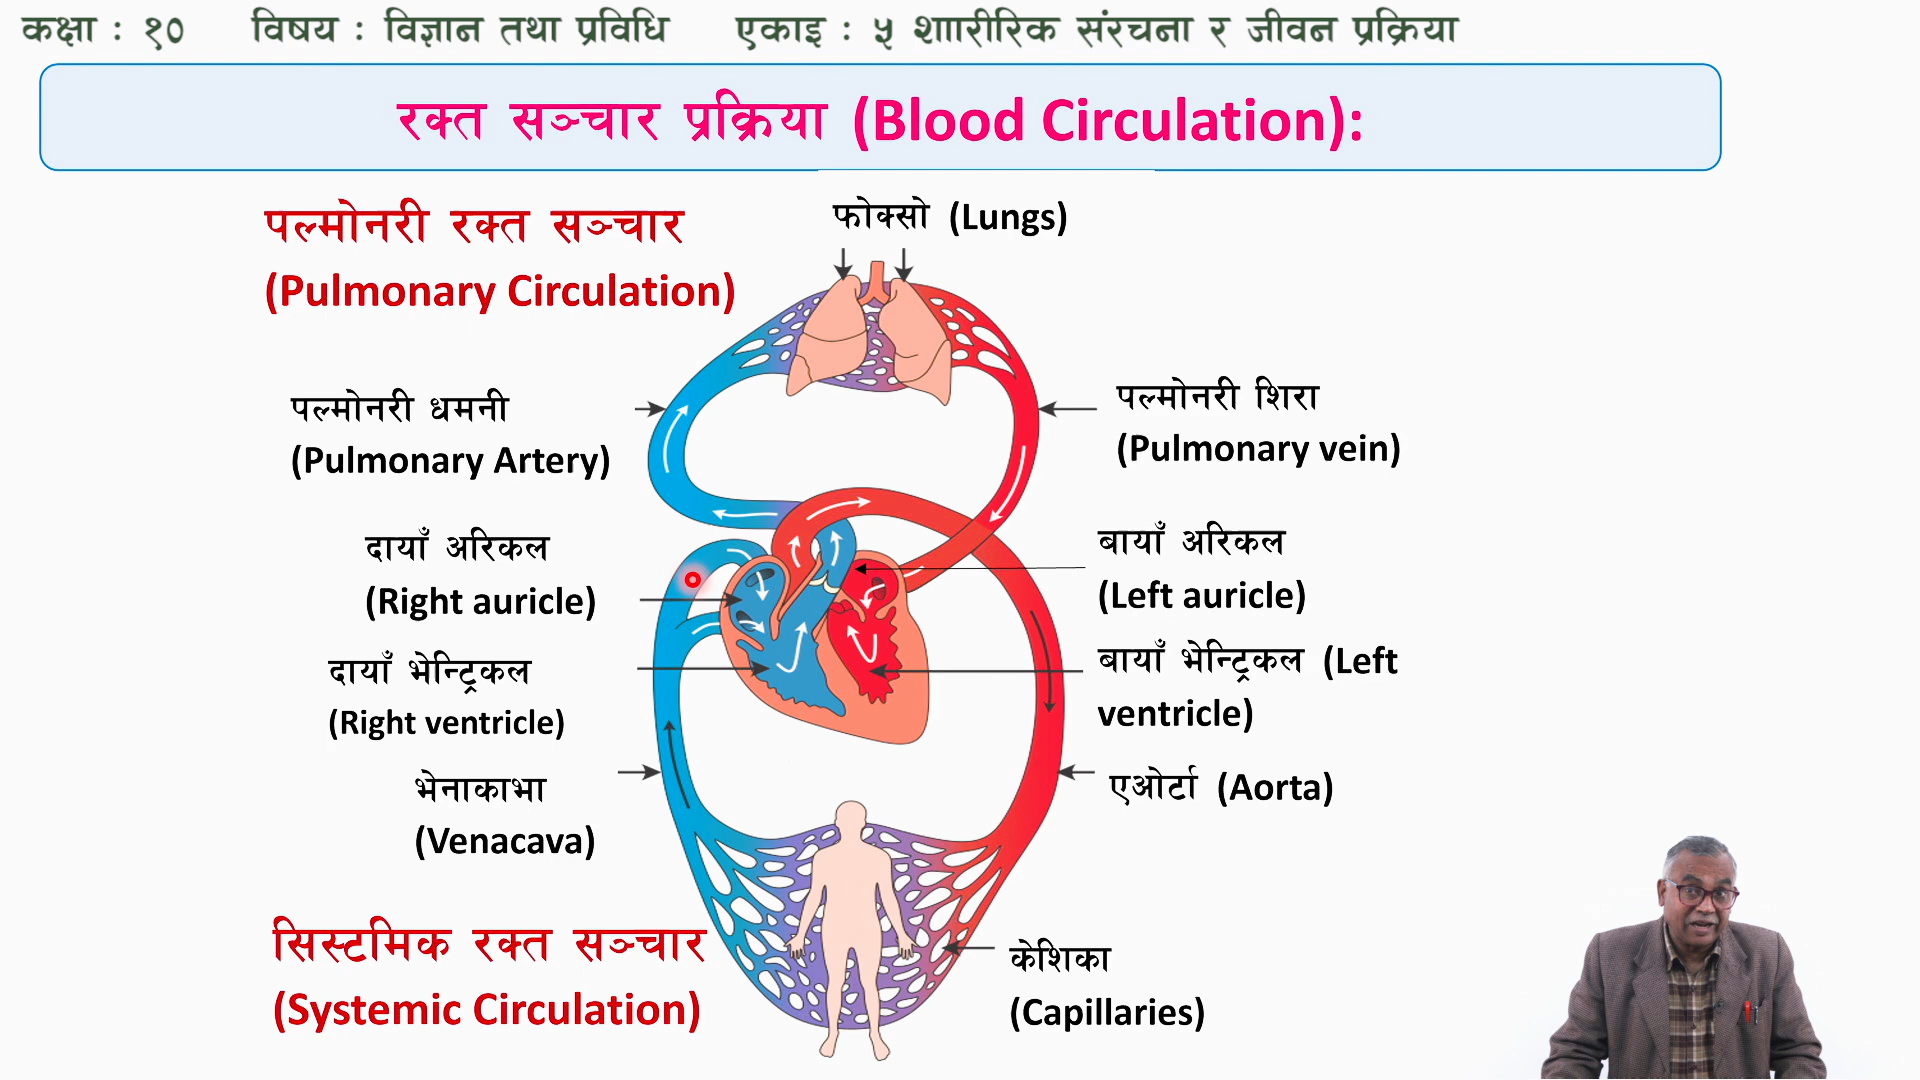 कक्षा : १० विषय : विज्ञान तथा प्रविधि एकाइ : ५ शाारीरिक संरचना र जीवन प्रक्रिया
रक्त सञ्चार प्रक्रिया (Blood Circulation):
पल्मोनरी रक्त सञ्चार
(Pulmonary Circulation)
फोक्सो (Lungs)
पल्मोनरी धमनी
(Pulmonary Artery)
पल्मोनरी शिरा
(Pulmonary vein)
दायाँ अरिकल
(Right auricle)
बायाँ अरिकल
(Left auricle)
दायाँ भेन्ट्रिकल
(Right ventricle)
बायाँ भेन्ट्रिकल (Left
ventricle)
भेनाकाभा
(Venacava)
एओर्टा (Aorta)
सिस्टमिक रक्त सञ्चार
(Systemic Circulation)
केशिका
(Capillaries)